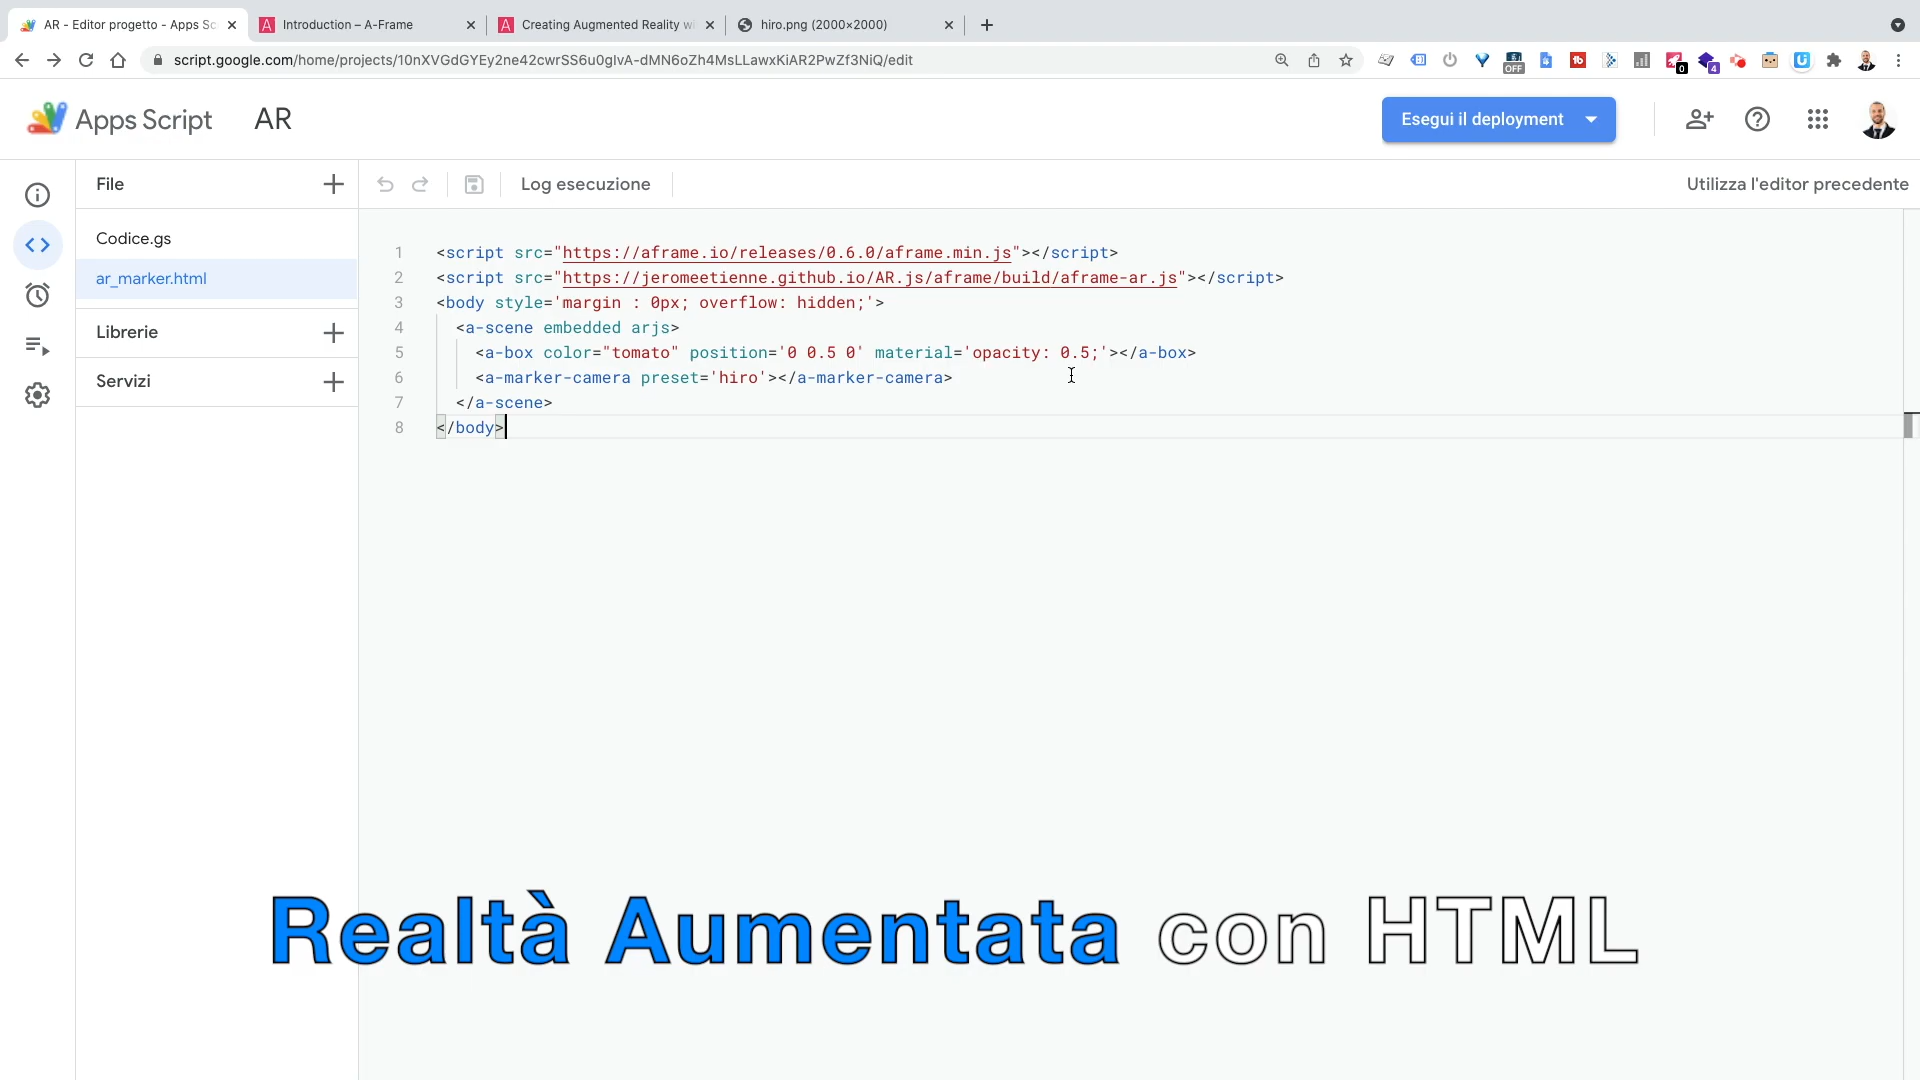 AR - Editor progetto - Apps Sc
Introduction – A-Frame
Creating Augmented Reality wi
hiro.png (2000×2000)
script.google.com/home/projects/10nXVGdGYEy2ne42cwrSS6u0glvA-dMN6oZh4MsLLawxKiAR2PwZf3NiQ/edit
OFF
0
4
Apps Script
AR
Esegui il deployment
File
Log esecuzione
Utilizza l'editor precedente
Codice.gs
ar_marker.html
Librerie
Servizi
1 <script src="https://aframe.io/releases/0.6.0/aframe.min.js"></script>
2 <script src="https://jeromeetienne.github.io/AR.js/aframe/build/aframe-ar.js"></script>
3 <body style='margin : 0px; overflow: hidden;'>
4 <a-scene embedded arjs>
5 <a-box color="tomato" position='0 0.5 0' material='opacity: 0.5;'></a-box>
6 <a-marker-camera preset='hiro'></a-marker-camera>
7 </a-scene>
8 </body>
Realtà Aumentata con HTML